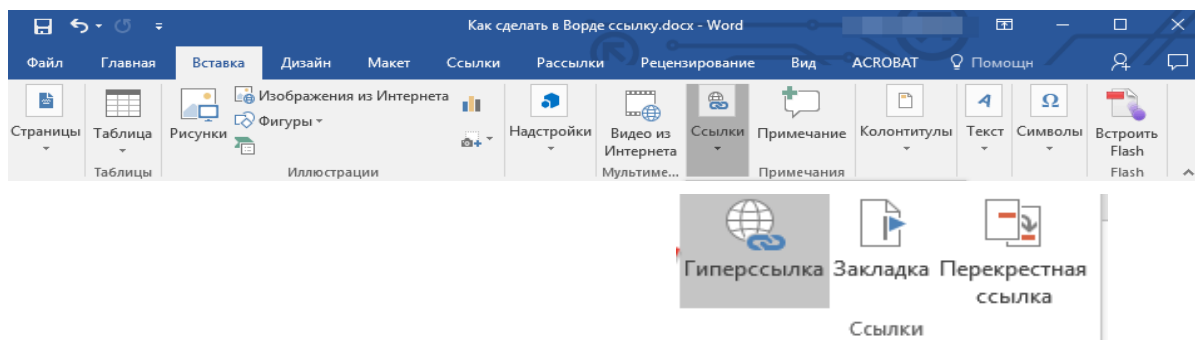 Как сделать в Ворде ссылку.docx - Word
Файл Главная Вставка Дизайн Макет Ссылки Рассылки Рецензирование Вид ACROBAT Помощн
Страницы Таблица Рисунки Изображения из Интернета Надстройки Видео из Ссылки Примечание Колонтитулы Текст Символы Встроить
Фигуры Интернета Flash
Таблицы Иллюстрации Мультиме... Примечания Flash
Гиперссылка Закладка Перекрестная
ссылка
Ссылки